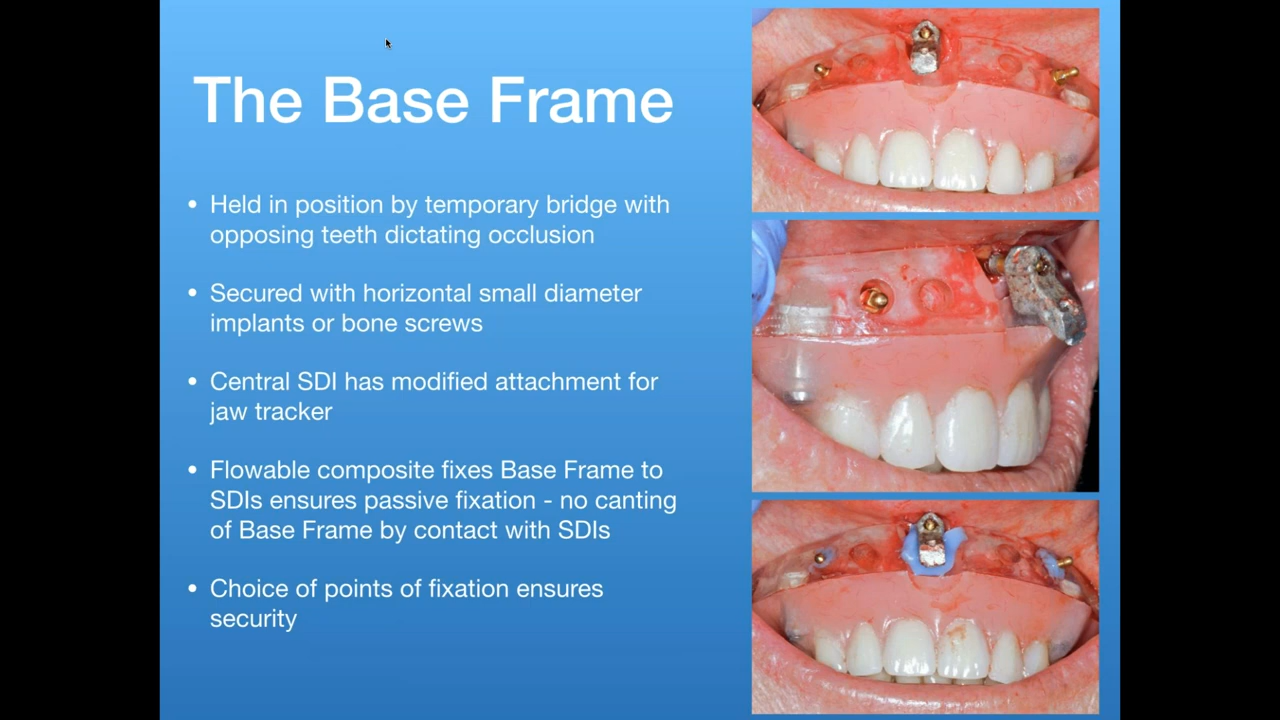 The Base Frame
• Held in position by temporary bridge with
opposing teeth dictating occlusion
• Secured with horizontal small diameter
implants or bone screws
• Central SDI has modified attachment for
jaw tracker
• Flowable composite fixes Base Frame to
SDIs ensures passive fixation - no canting
of Base Frame by contact with SDIs
• Choice of points of fixation ensures
security